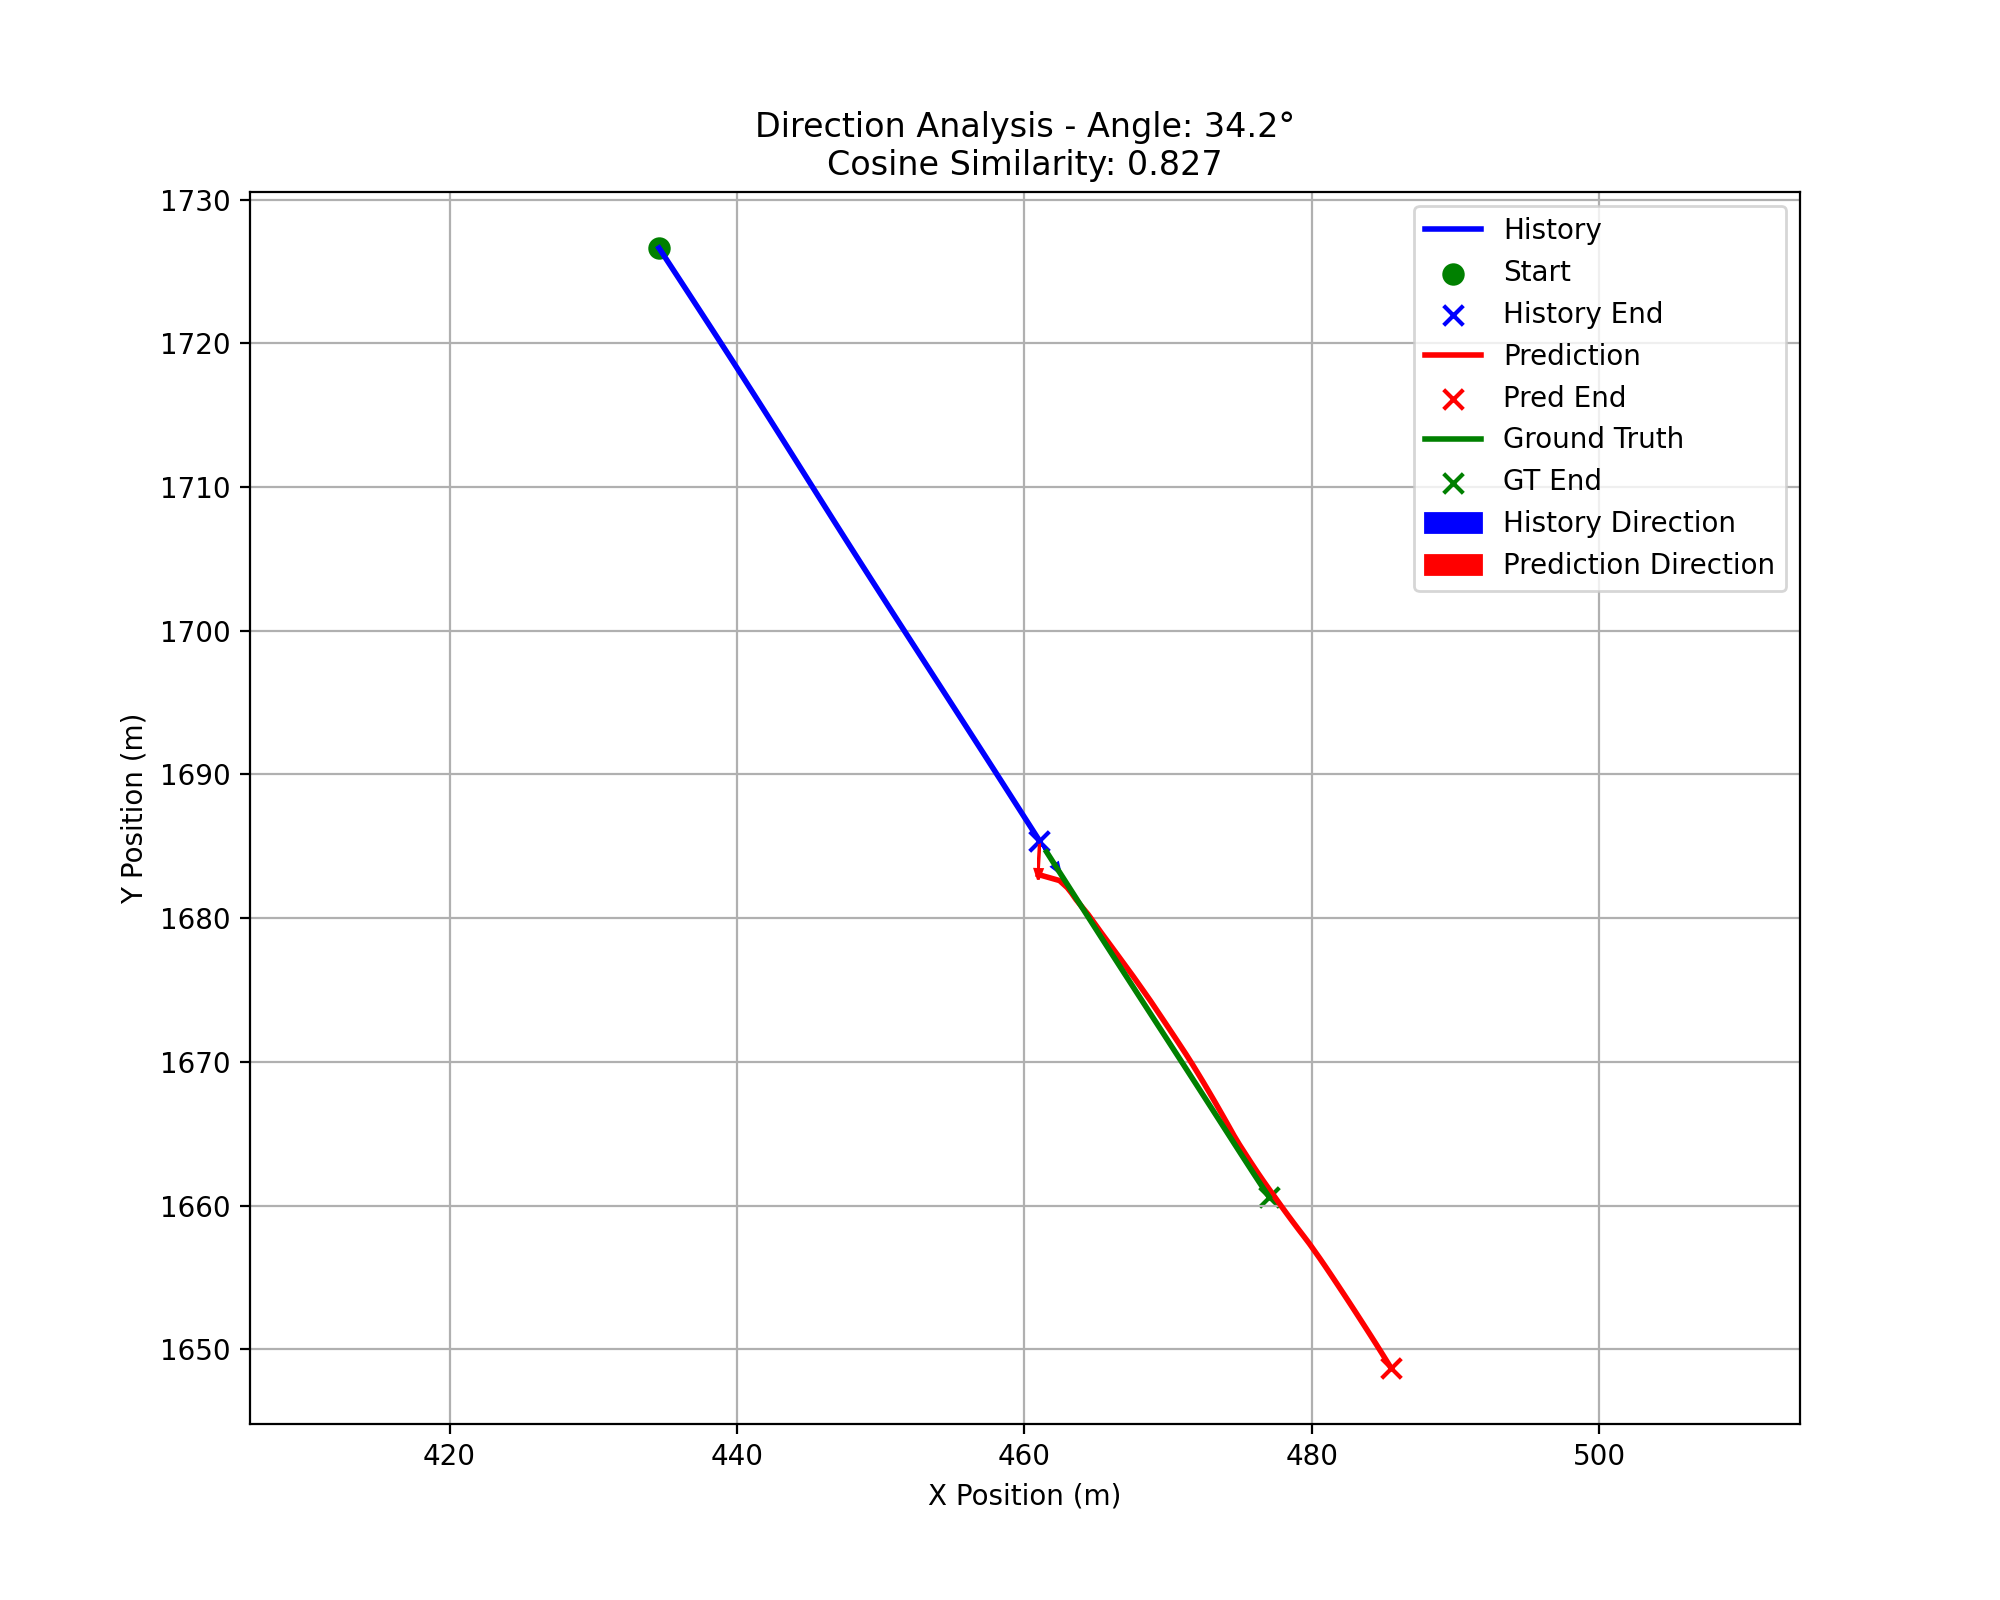 Direction Analysis - Angle: 34.2°
Cosine Similarity: 0.827
1730
1720
1710
1700
1690
1680
1670
1660
1650
Y Position (m)
History
Start
History End
Prediction
Pred End
Ground Truth
GT End
History Direction
Prediction Direction
420
440
460
480
500
X Position (m)